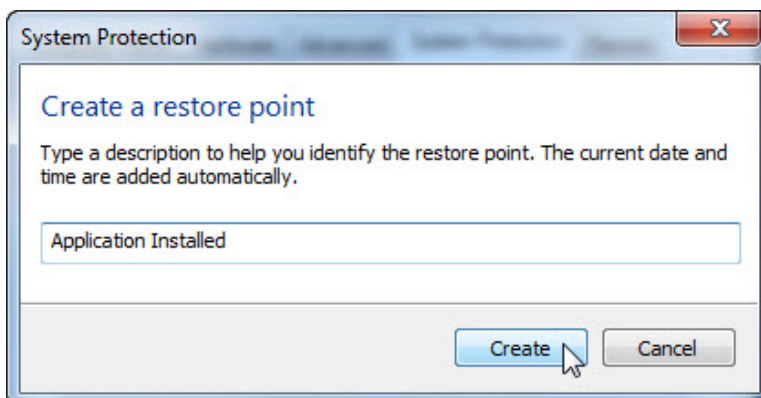 System Protection
Create a restore point
Type a description to help you identify the restore point. The current date and
time are added automatically.
Application Installed
Create
Cancel